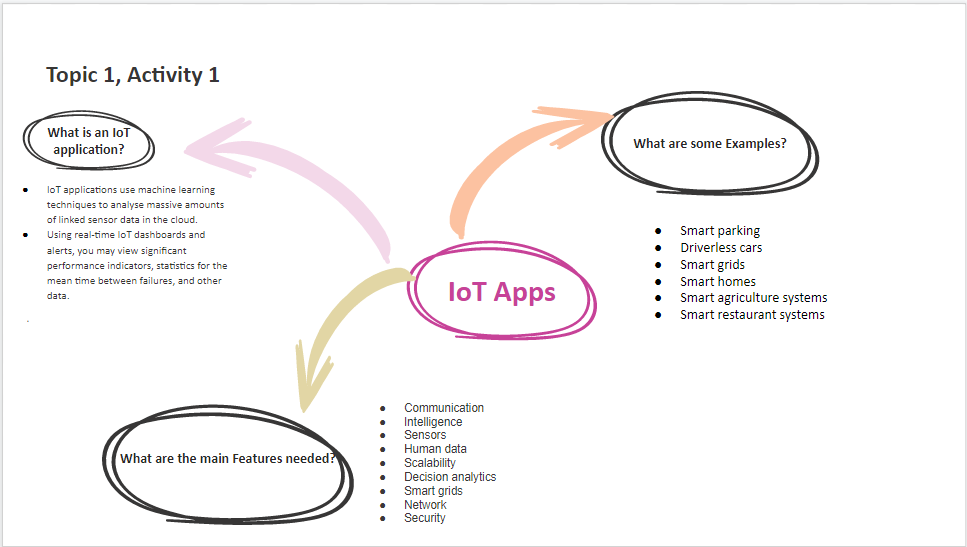 Topic 1, Activity 1
What is an IoT
application?
● IoT applications use machine learning
techniques to analyse massive amounts
of linked sensor data in the cloud.
● Using real-time IoT dashboards and
alerts, you may view significant
performance indicators, statistics for the
mean time between failures, and other
data.
.
What are some Examples?
● Smart parking
● Driverless cars
● Smart grids
● Smart homes
● Smart agriculture systems
● Smart restaurant systems
IoT Apps
What are the main Features needed?
● Communication
● Intelligence
● Sensors
● Human data
● Scalability
● Decision analytics
● Smart grids
● Network
● Security